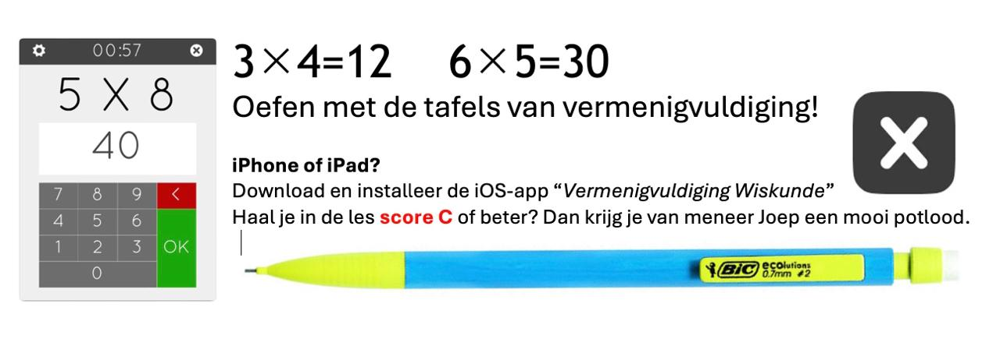 00:57
5 X 8
40
7 8 9 <
4 5 6
1 2 3 OK
0
3×4=12 6×5=30
Oefen met de tafels van vermenigvuldiging!
iPhone of iPad?
Download en installeer de iOS-app “Vermenigvuldiging Wiskunde”
Haal je in de les score C of beter? Dan krijg je van meneer Joep een mooi potlood.
BiC ecolutions
0.7mm #2